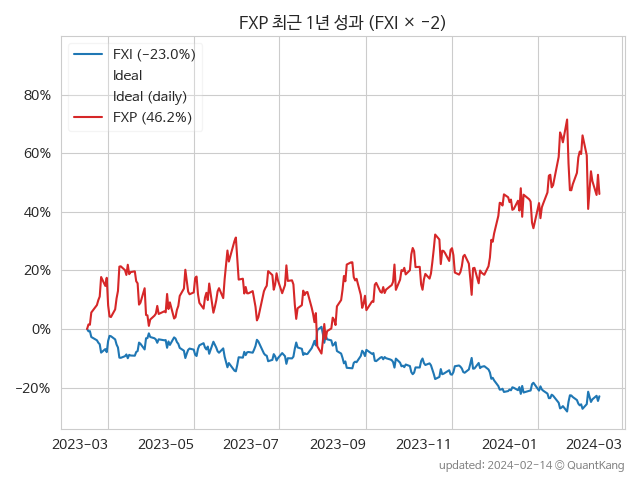 FXP 최근 1년 성과 (FXI × −2)
FXI (−23.0%)
Ideal
Ideal (daily)
FXP (46.2%)
80%
60%
40%
20%
0%
−20%
2023-03 2023-05 2023-07 2023-09 2023-11 2024-01 2024-03
updated: 2024-02-14 © QuantKang